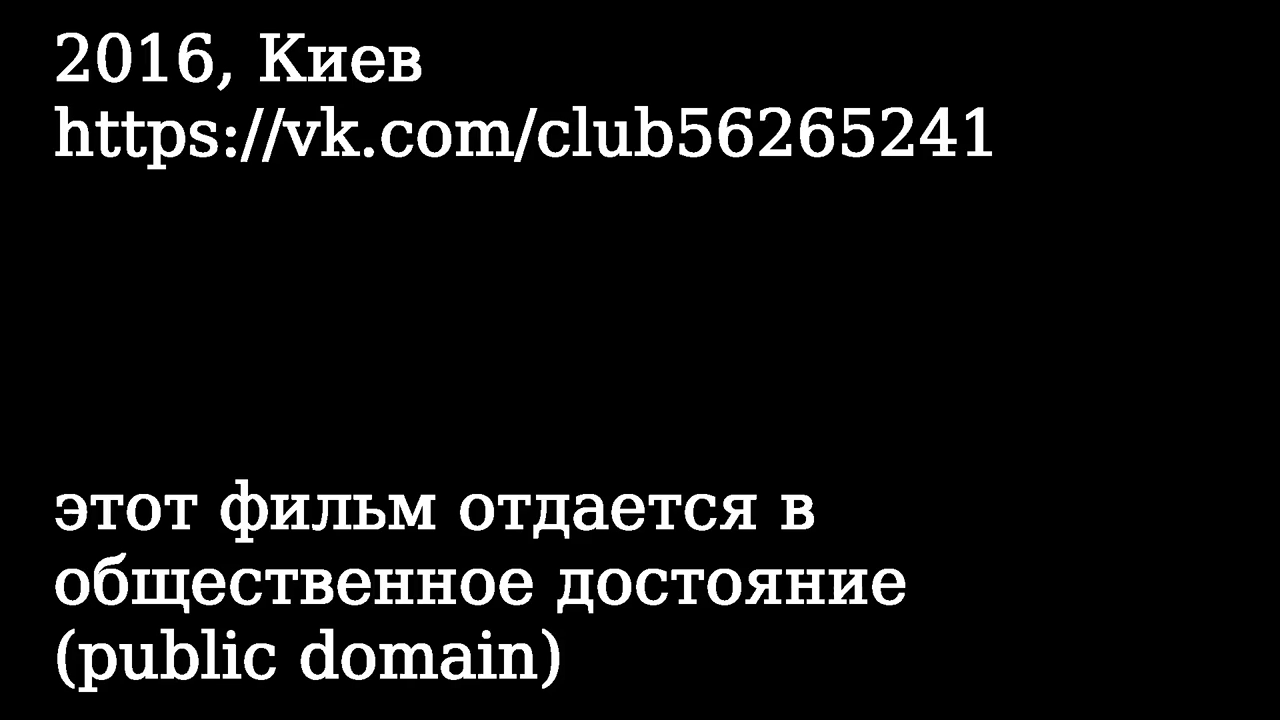 2016, Киев
https://vk.com/club56265241
этот фильм отдается в
общественное достояние
(public domain)